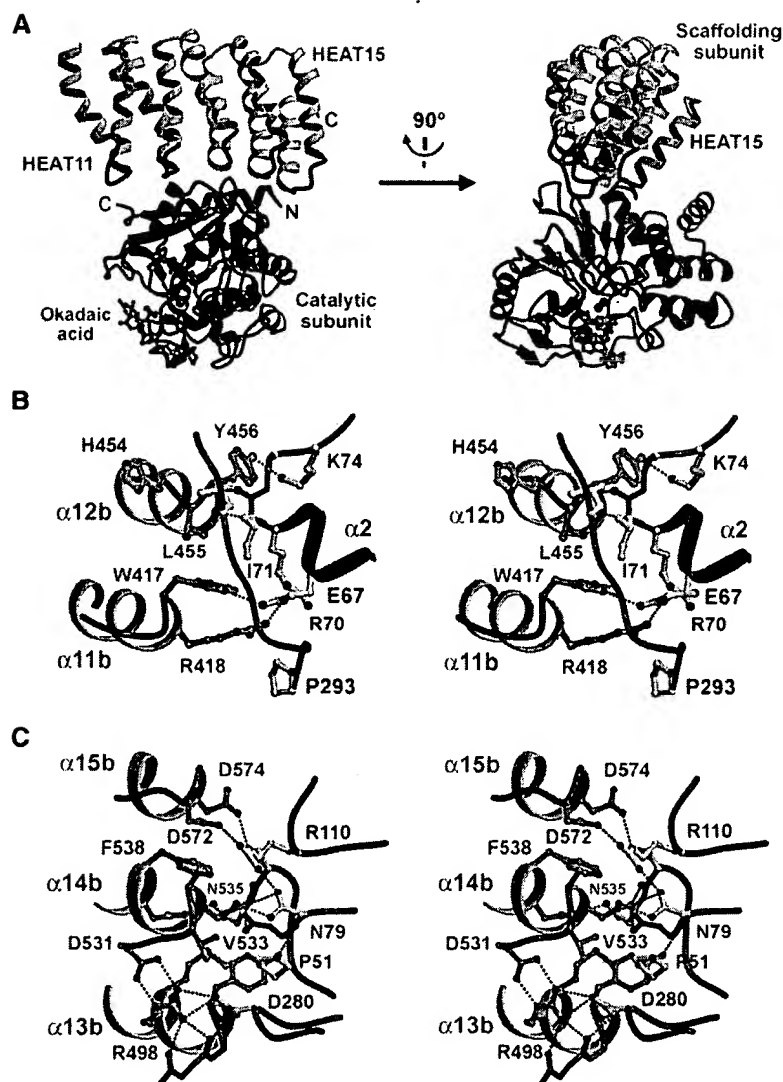 A
HEAT15
C
HEAT11
C
N
Okadaic
acid
Catalytic
subunit
90°
Scaffolding
subunit
HEAT15
B
Y456
H454
K74
α12b
α2
L455
I71
W417
E67
R70
α11b
R418
P293
Y456
H454
K74
α12b
α2
L455
I71
W417
E67
R70
α11b
R418
P293
C
α15b
D574
D572
R110
F538
α14b
N535
N79
D531
V533
P51
D280
α13b
R498
α15b
D574
D572
R110
F538
α14b
N535
N79
D531
V533
P51
D280
α13b
R498